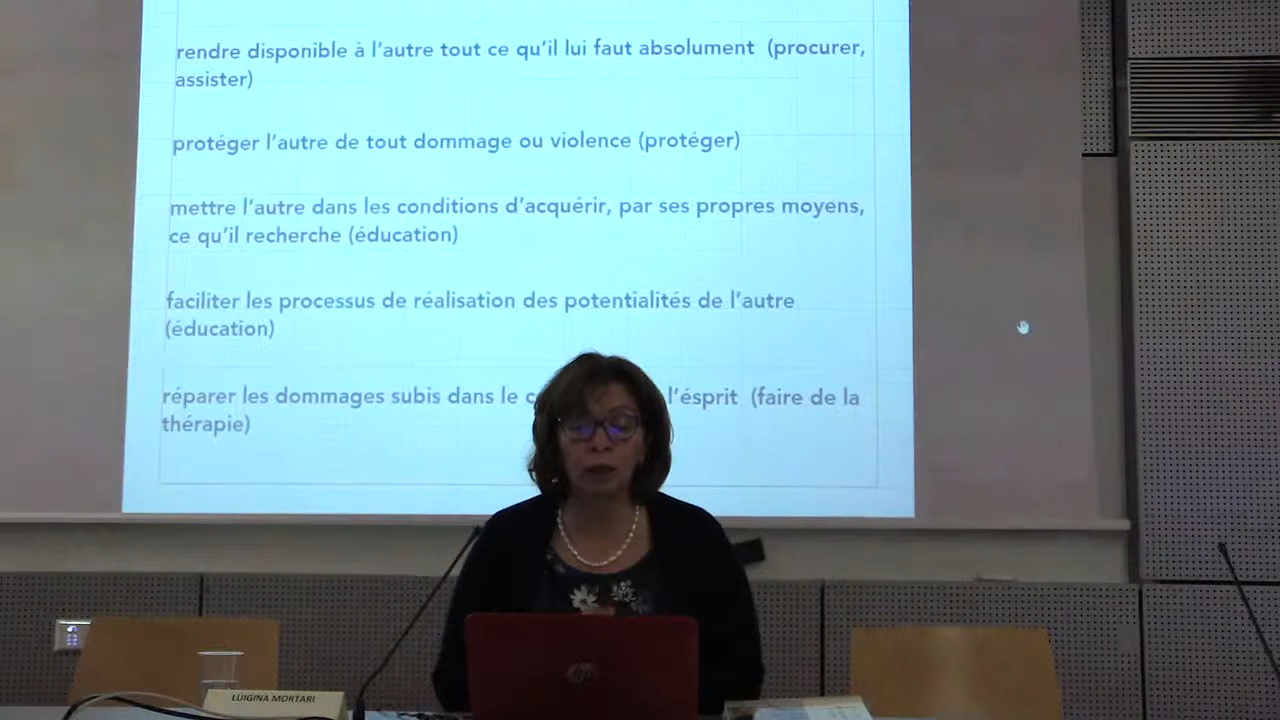 rendre disponible à l'autre tout ce qu'il lui faut absolument (procurer,
assister)
protéger l'autre de tout dommage ou violence (protéger)
mettre l'autre dans les conditions d'acquérir, par ses propres moyens,
ce qu'il recherche (éducation)
faciliter les processus de réalisation des potentialités de l'autre
(éducation)
réparer les dommages subis dans le l'ésprit (faire de la
thérapie)
hp
LUIGINA MORTARI